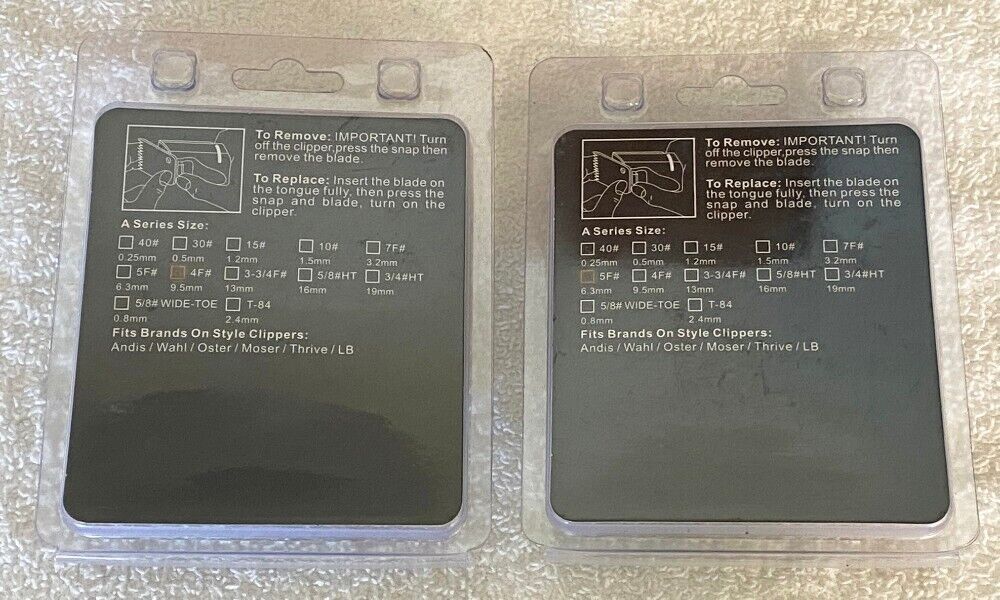 To Remove: IMPORTANT! Turn
off the clipper,press the snap then
remove the blade.
To Replace: Insert the blade on
the tongue fully, then press the
snap and blade, turn on the
clipper.
A Series Size:
40# 30# 15# 10# 7F#
0.25mm 0.5mm 1.2mm 1.5mm 3.2mm
5F# 4F# 3-3/4F# 5/8#HT 3/4#HT
6.3mm 9.5mm 13mm 16mm 19mm
5/8# WIDE-TOE T-84
0.8mm 2.4mm
Fits Brands On Style Clippers:
Andis / Wahl / Oster / Moser / Thrive / LB
To Remove: IMPORTANT! Turn
off the clipper,press the snap then
remove the blade.
To Replace: Insert the blade on
the tongue fully, then press the
snap and blade, turn on the
clipper.
A Series Size:
40# 30# 15# 10# 7F#
0.25mm 0.5mm 1.2mm 1.5mm 3.2mm
5F# 4F# 3-3/4F# 5/8#HT 3/4#HT
6.3mm 9.5mm 13mm 16mm 19mm
5/8# WIDE-TOE T-84
0.8mm 2.4mm
Fits Brands On Style Clippers:
Andis / Wahl / Oster / Moser / Thrive / LB